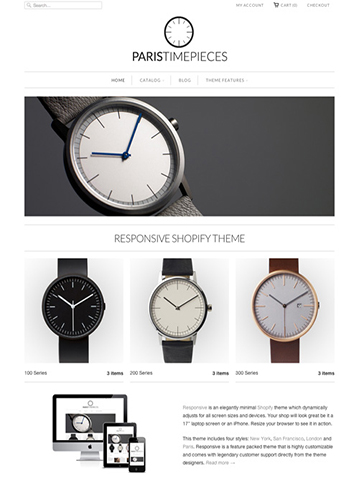 Search...
MY ACCOUNT CART (0) CHECKOUT
PARISTIMEPIECES
HOME CATALOG BLOG THEME FEATURES
RESPONSIVE SHOPIFY THEME
100 Series 3 items
200 Series 3 items
300 Series 3 items
Responsive is an elegantly minimal Shopify theme which dynamically
adjusts for all screen sizes and devices. Your shop will look great be it a
17" laptop screen or an iPhone. Resize your browser to see it in action.
This theme includes four styles: New York, San Francisco, London and
Paris. Responsive is a feature packed theme that is highly customizable
and comes with legendary customer support directly from the theme
designers. Read more →